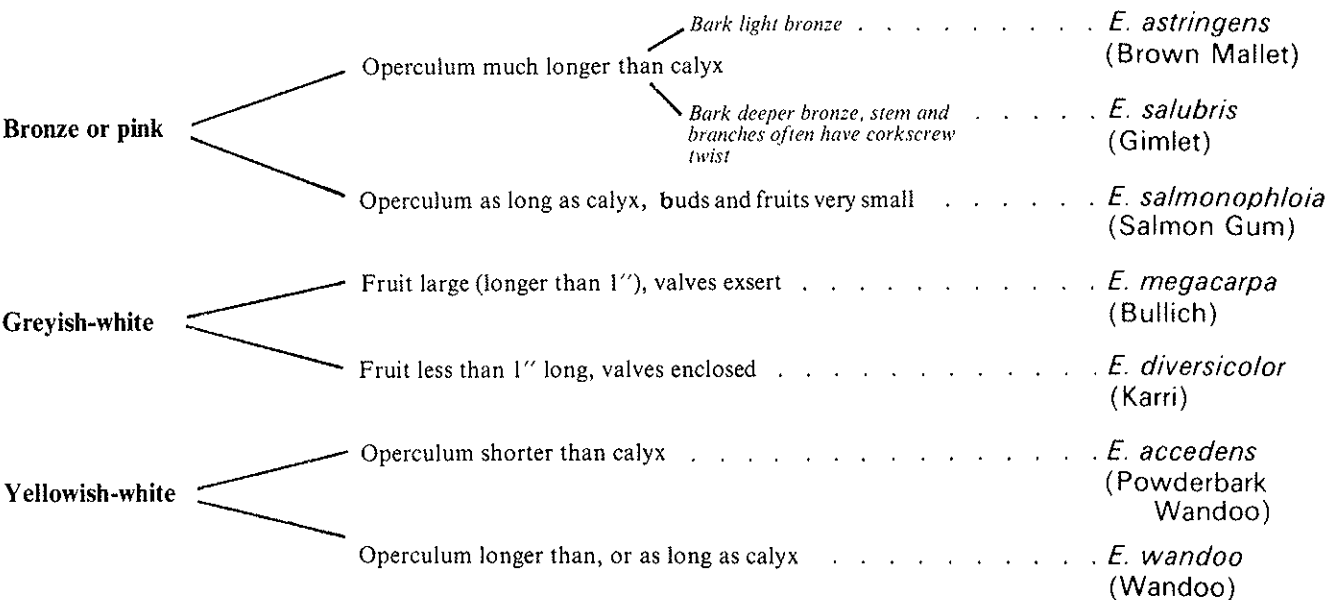 Bark light bronze . . . . . . . . . E. astringens
(Brown Mallet)
Operculum much longer than calyx
Bronze or pink
Bark deeper bronze, stem and . . . . . E. salubris
branches often have corkscrew (Gimlet)
twist
Operculum as long as calyx, buds and fruits very small . . . . . . E. salmonophloia
(Salmon Gum)
Fruit large (longer than 1″), valves exsert . . . . . . . . . . . E. megacarpa
(Bullich)
Greyish-white
Fruit less than 1″ long, valves enclosed . . . . . . . . . . . . E. diversicolor
(Karri)
Operculum shorter than calyx . . . . . . . . . . . . . . . E. accedens
(Powderbark
Wandoo)
Yellowish-white
Operculum longer than, or as long as calyx . . . . . . . . . . E. wandoo
(Wandoo)